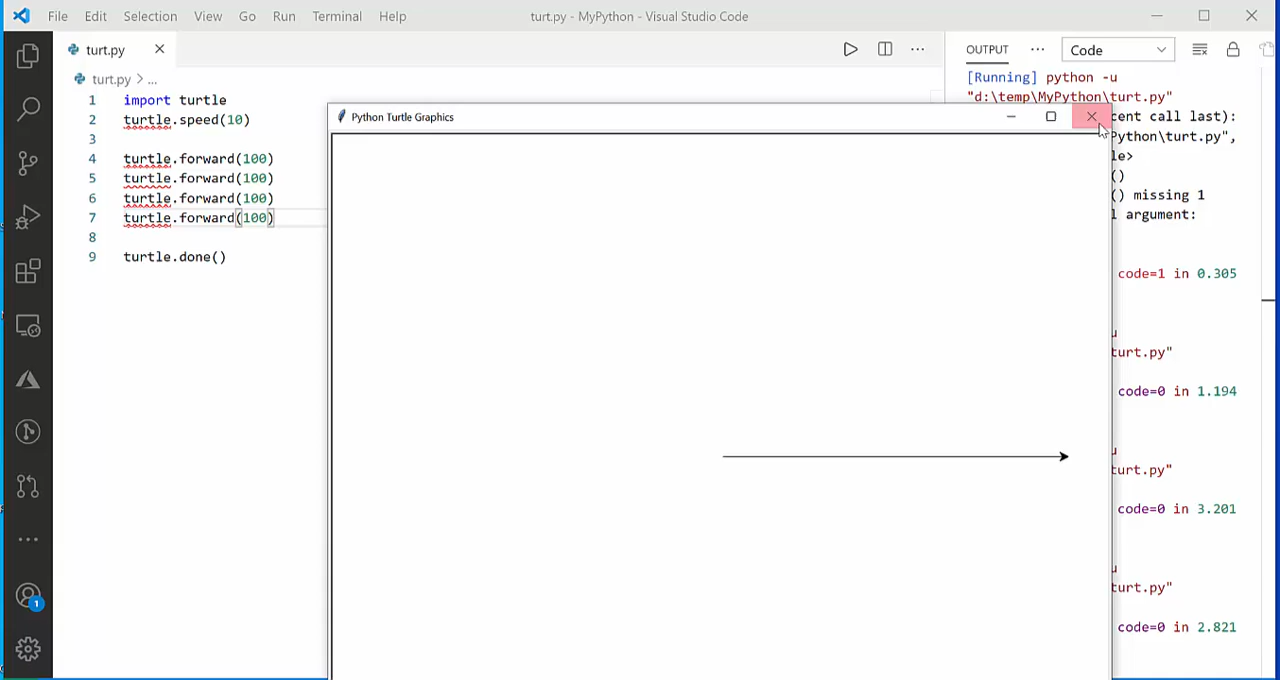 File Edit Selection View Go Run Terminal Help turt.py - MyPython - Visual Studio Code
turt.py
turt.py > ...
1 import turtle
2 turtle.speed(10)
3
4 turtle.forward(100)
5 turtle.forward(100)
6 turtle.forward(100)
7 turtle.forward(100)
8
9 turtle.done()
Python Turtle Graphics
OUTPUT ... Code
[Running] python -u
"d:\temp\MyPython\turt.py"
cent call last):
Python\turt.py",
le>
()
() missing 1
l argument:
code=1 in 0.305
u
turt.py"
code=0 in 1.194
u
turt.py"
code=0 in 3.201
u
turt.py"
code=0 in 2.821
1